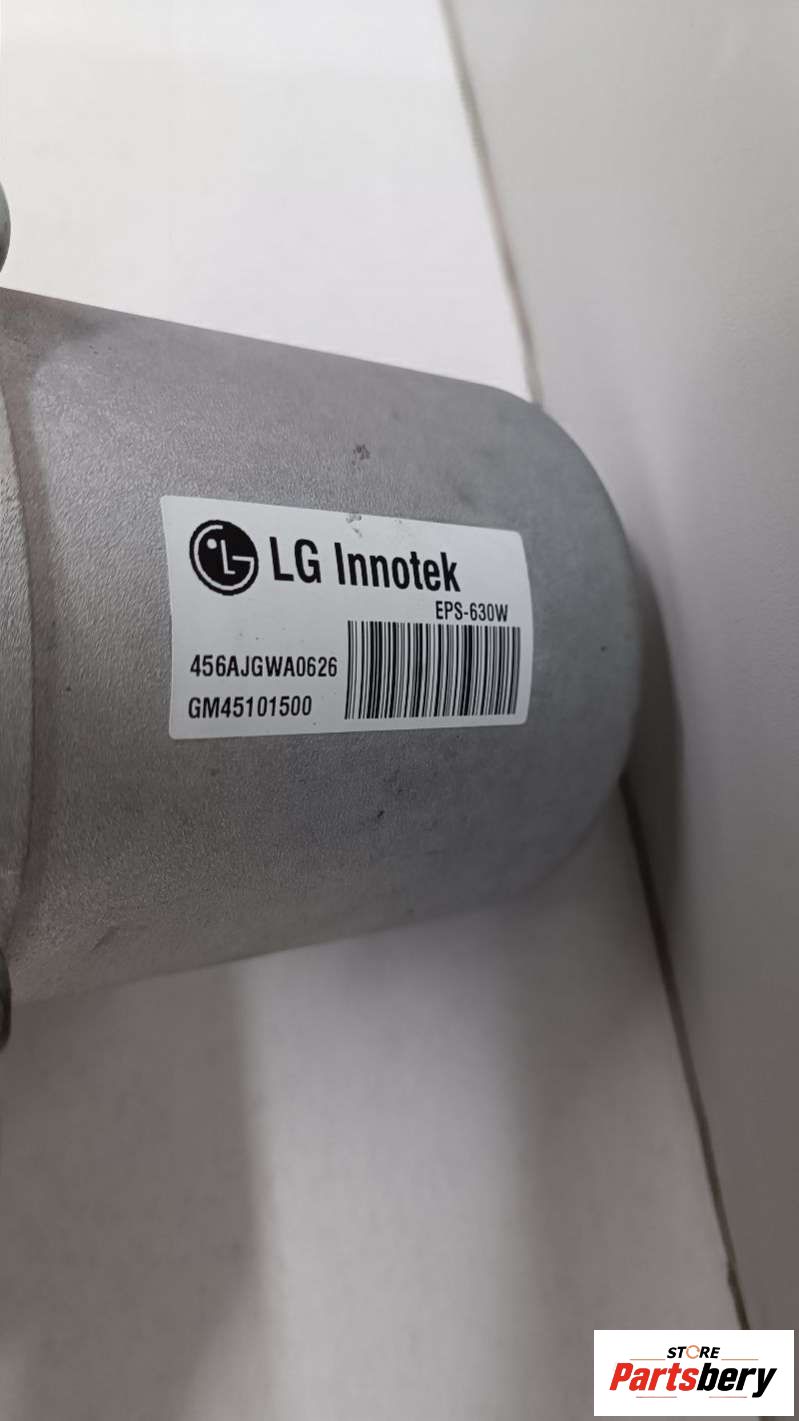 LG Innotek
EPS-630W
456AJGWA0626
GM45101500
STORE
Partsbery